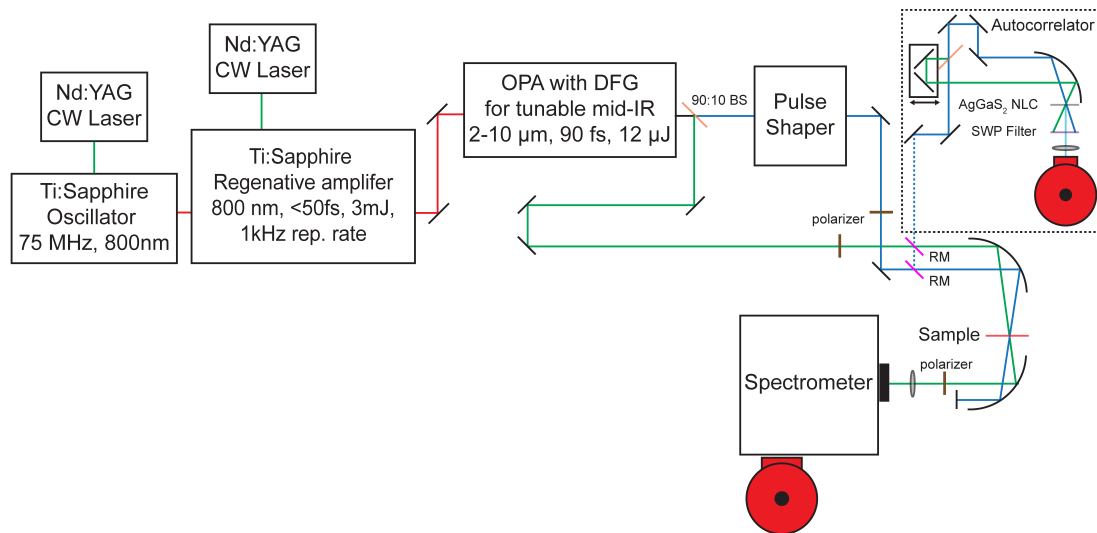 Nd:YAG
CW Laser
Nd:YAG
CW Laser
Ti:Sapphire
Oscillator
75 MHz, 800nm
Ti:Sapphire
Regenative amplifer
800 nm, <50fs, 3mJ,
1kHz rep. rate
OPA with DFG
for tunable mid-IR
2-10 µm, 90 fs, 12 µJ
90:10 BS
Pulse
Shaper
Autocorrelator
AgGaS₂ NLC
SWP Filter
polarizer
RM
RM
Sample
polarizer
Spectrometer